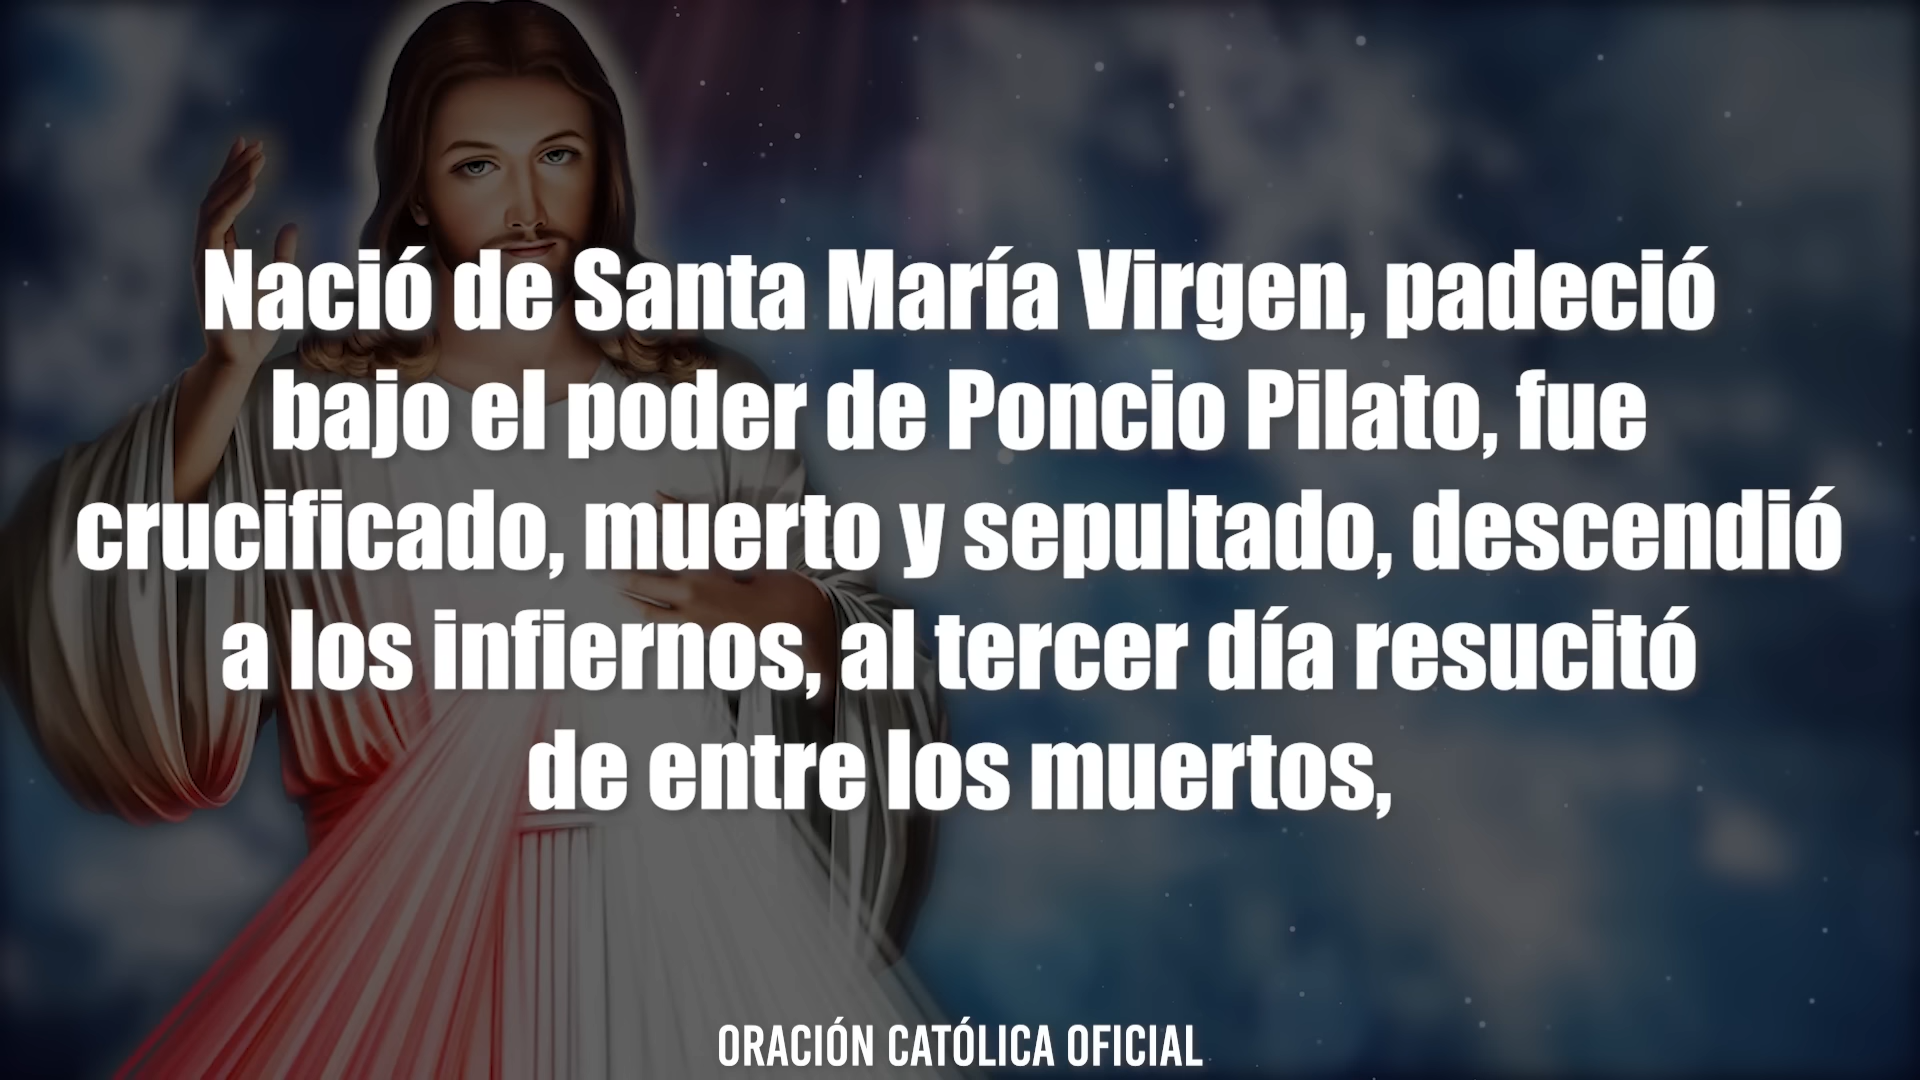 Nació de Santa María Virgen, padeció
bajo el poder de Poncio Pilato, fue
crucificado, muerto y sepultado, descendió
a los infiernos, al tercer día resucitó
de entre los muertos,
ORACIÓN CATÓLICA OFICIAL